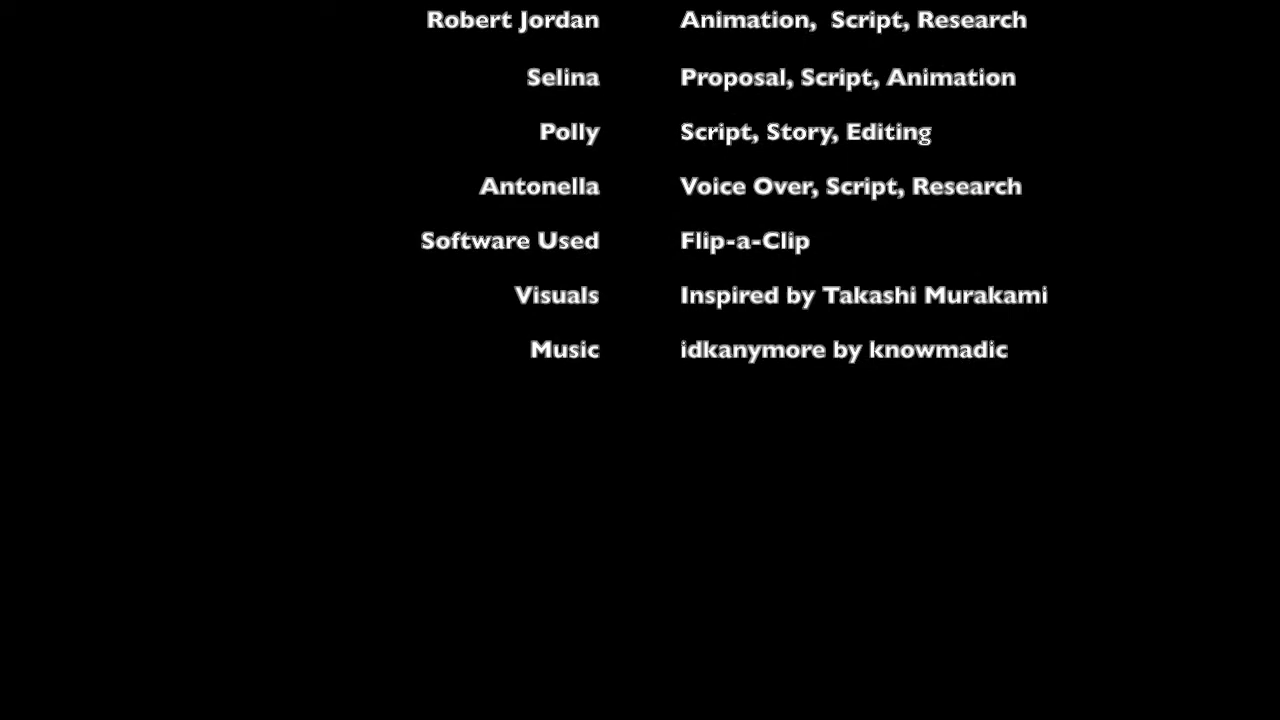 Robert Jordan Animation,  Script, Research
Selina Proposal, Script, Animation
Polly Script, Story, Editing
Antonella Voice Over, Script, Research
Software Used Flip-a-Clip
Visuals Inspired by Takashi Murakami
Music idkanymore by knowmadic